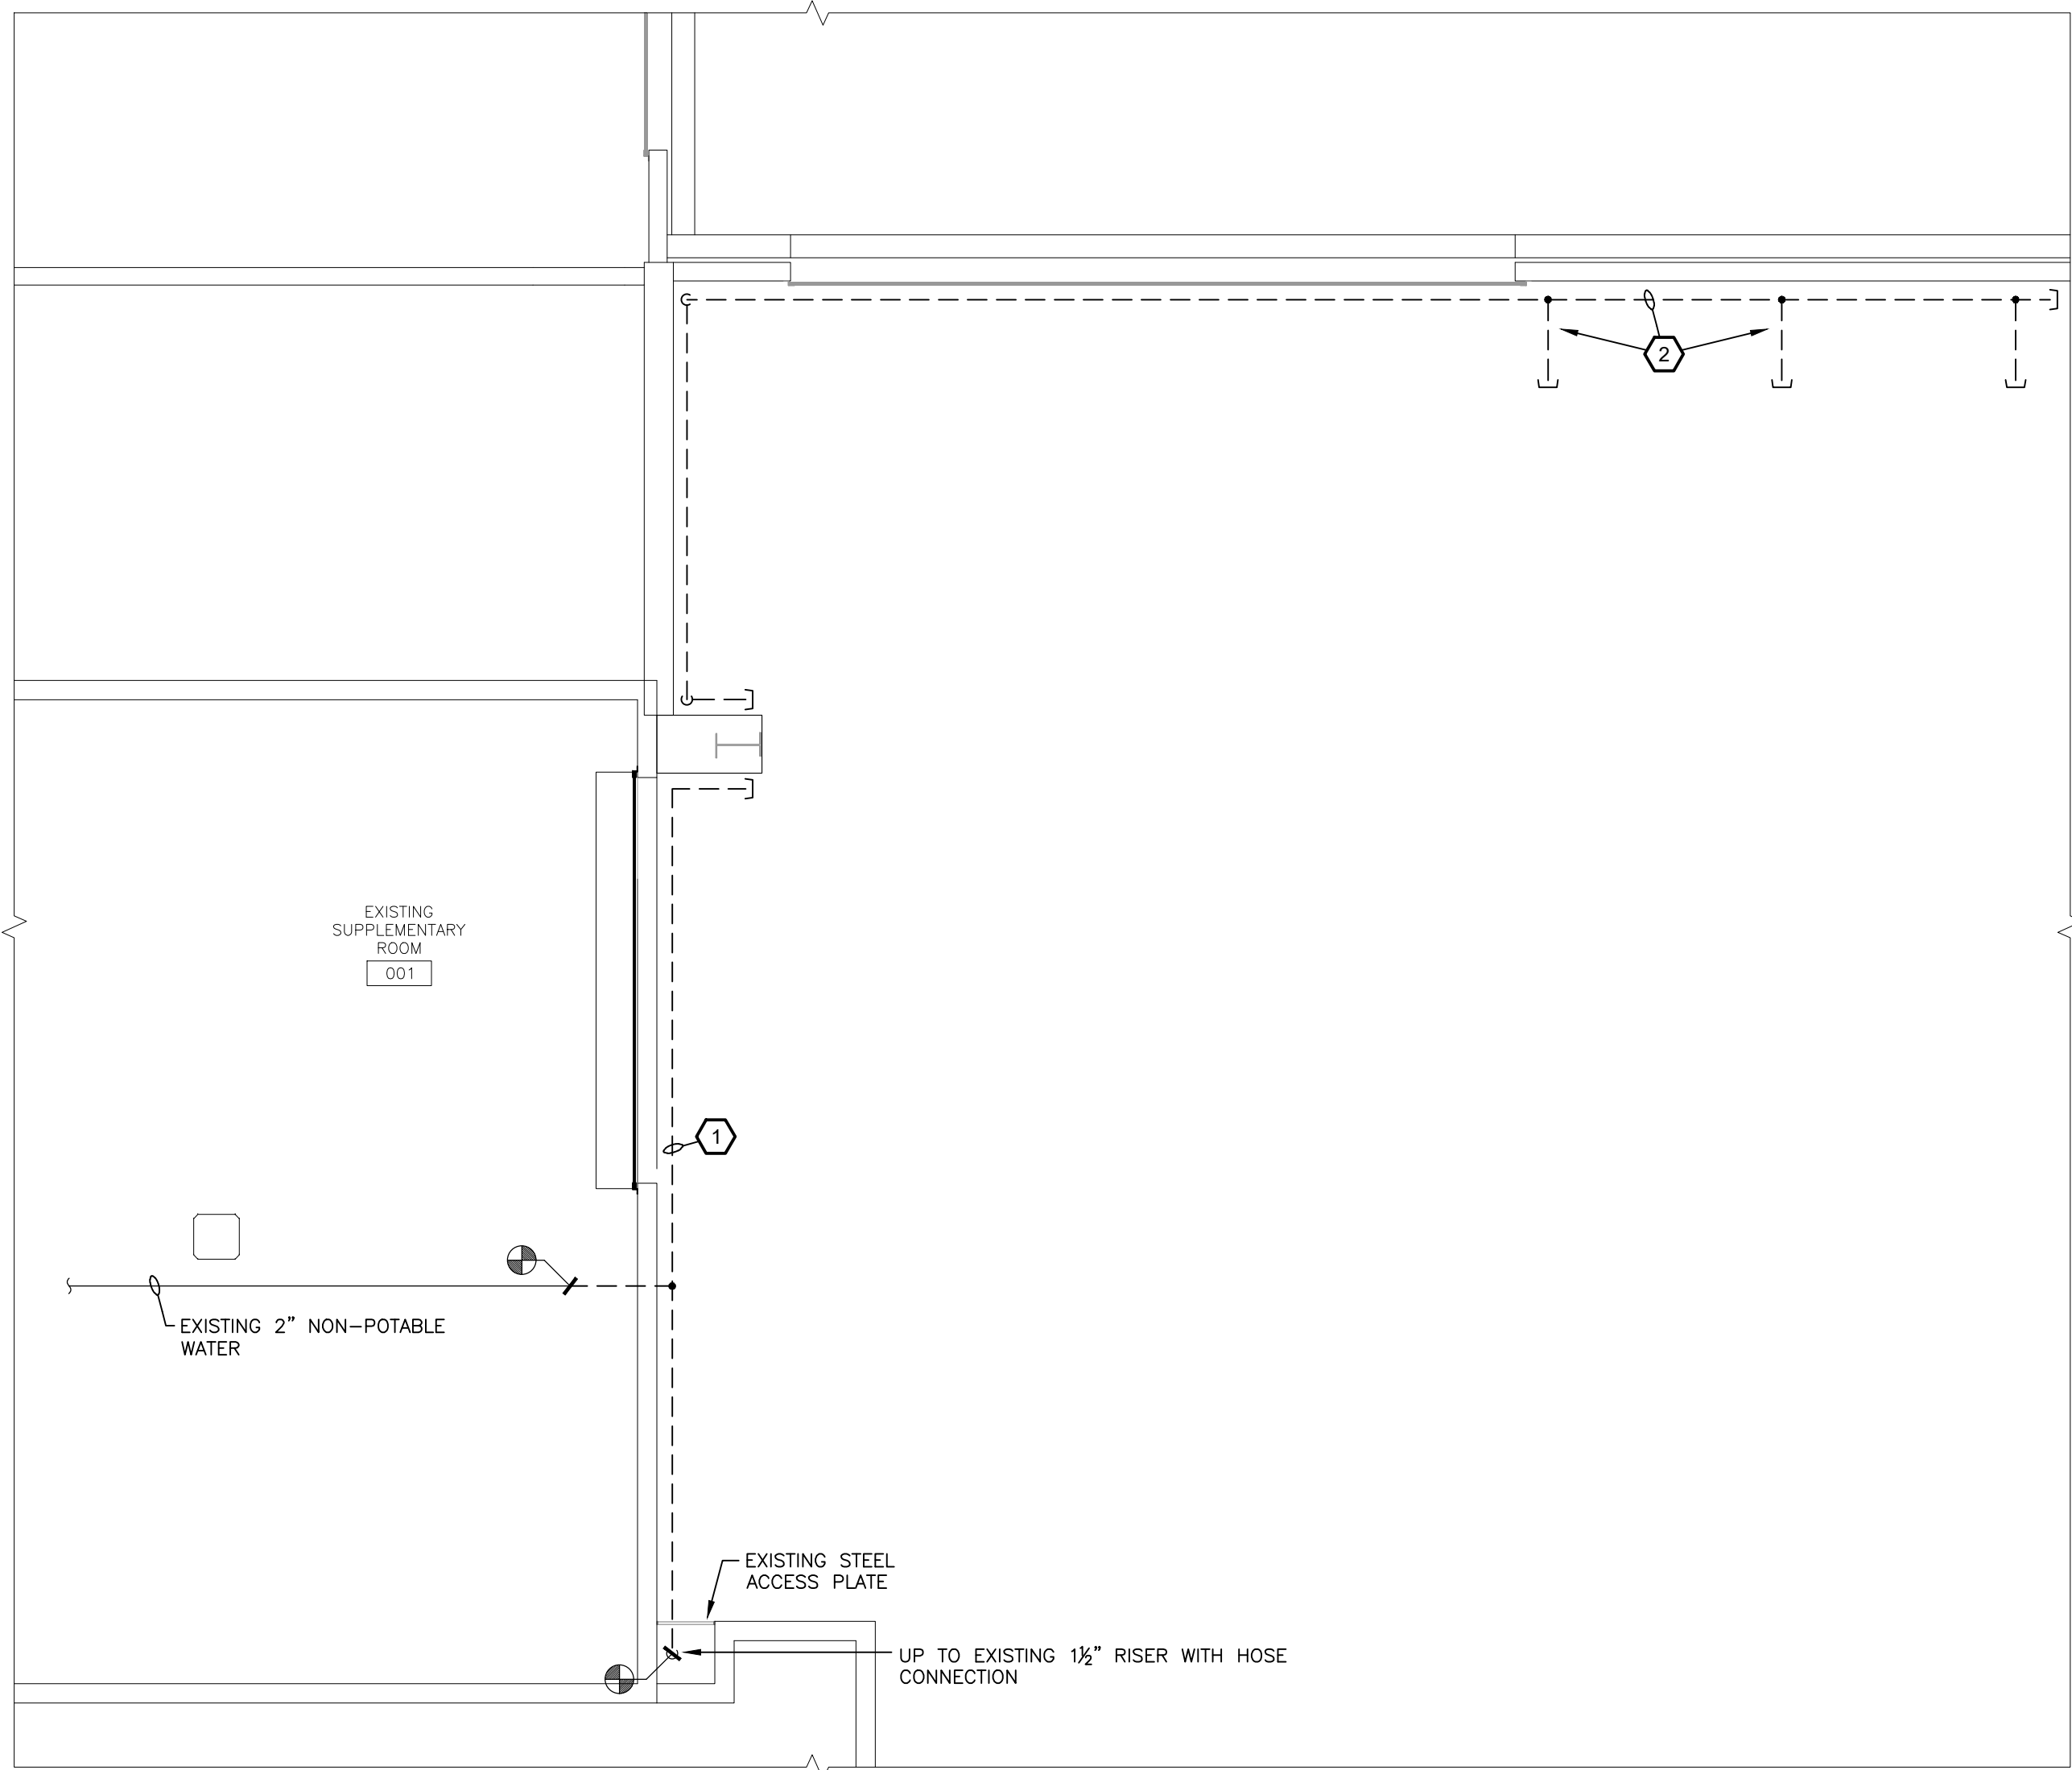 2
EXISTING
SUPPLEMENTARY
ROOM
001
1
EXISTING 2" NON-POTABLE
WATER
EXISTING STEEL
ACCESS PLATE
UP TO EXISTING 1½" RISER WITH HOSE
CONNECTION